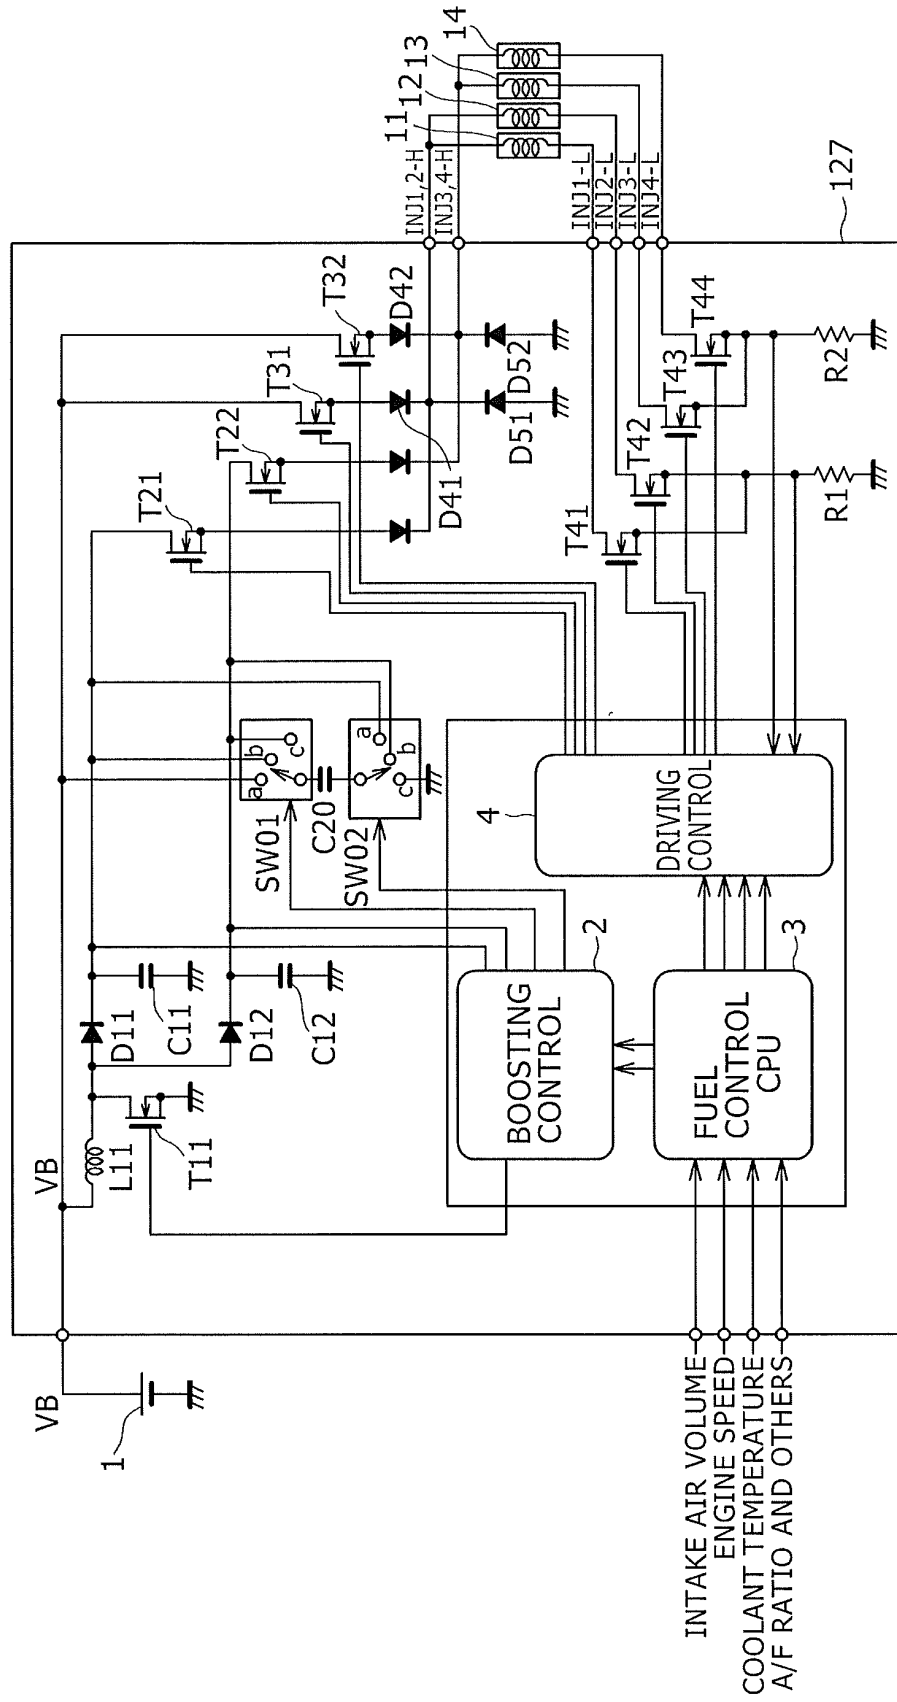 VB
1
VB
L11
T11
D11
C11
D12
C12
SW01
a
b
c
C20
SW02
a
b
c
T21
T22
T31
T32
D41
D42
D51
D52
INJ1,2-H
INJ3,4-H
11
12
13
14
INJ1-L
INJ2-L
INJ3-L
INJ4-L
T41
T42
T43
T44
R1
R2
127
BOOSTING
CONTROL
2
FUEL
CONTROL
CPU
3
DRIVING
CONTROL
4
INTAKE AIR VOLUME
ENGINE SPEED
COOLANT TEMPERATURE
A/F RATIO AND OTHERS